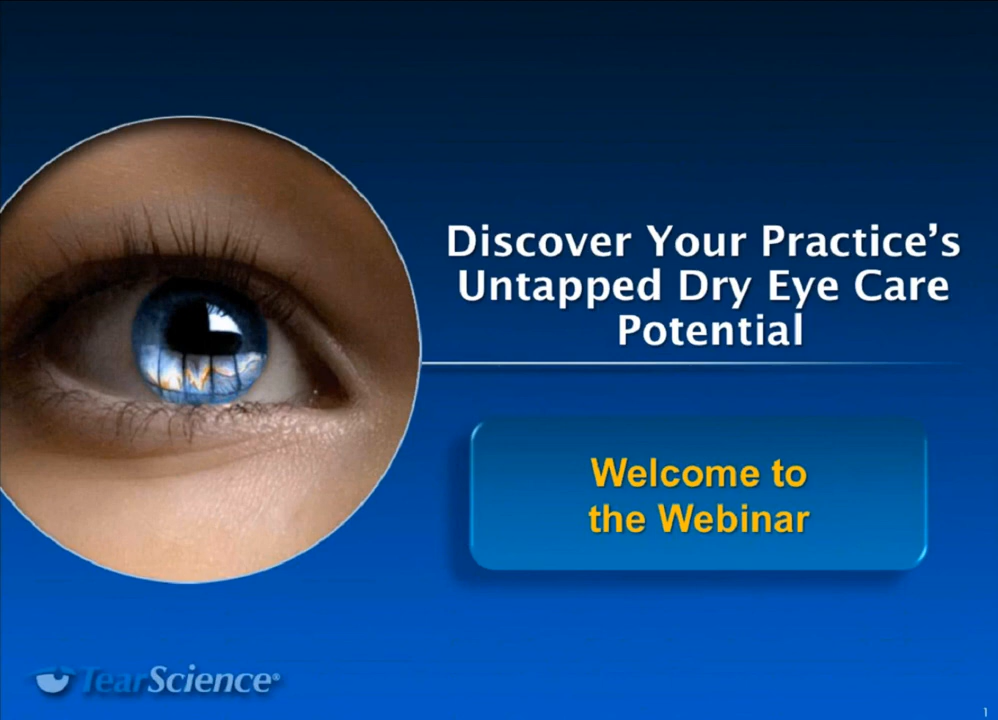 Discover Your Practice’s
Untapped Dry Eye Care
Potential
Welcome to
the Webinar
TearScience®
1